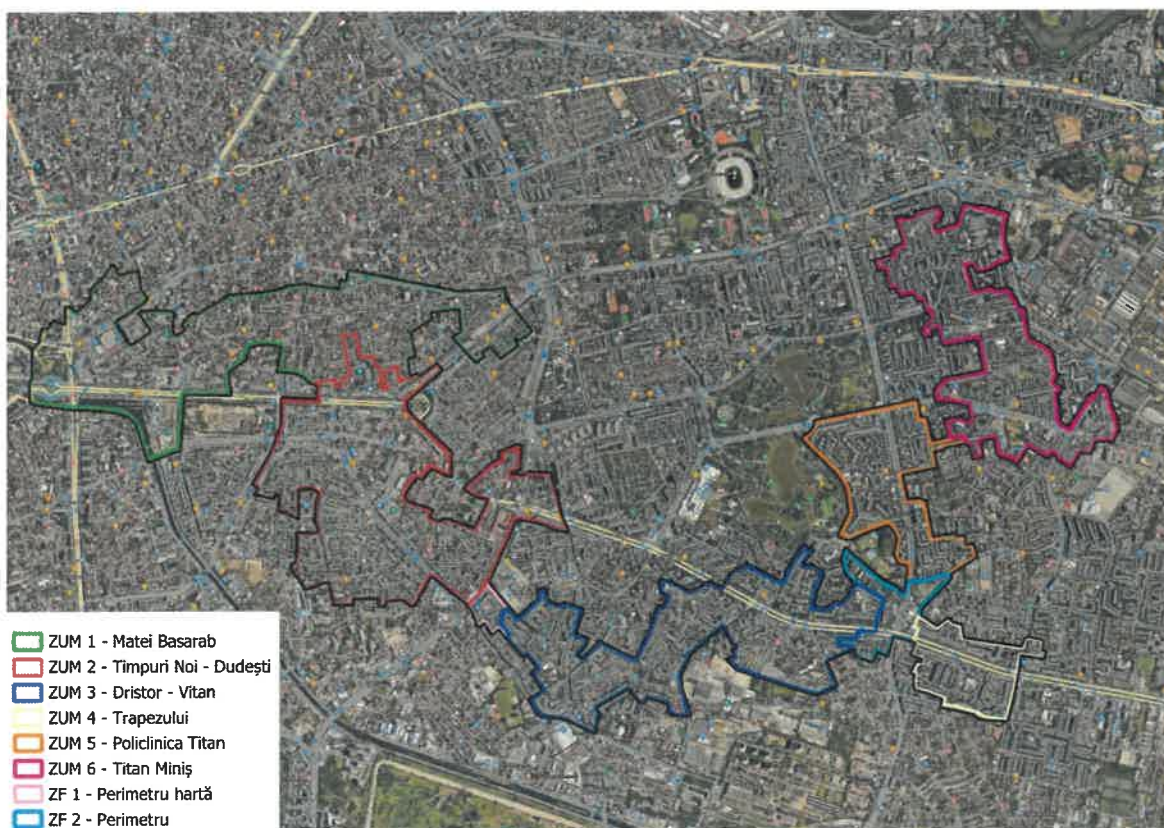 ZUM 1 - Matei Basarab
ZUM 2 - Timpuri Noi - Dudești
ZUM 3 - Dristor - Vitan
ZUM 4 - Trapezului
ZUM 5 - Policlinica Titan
ZUM 6 - Titan Miniș
ZF 1 - Perimetru hartă
ZF 2 - Perimetru